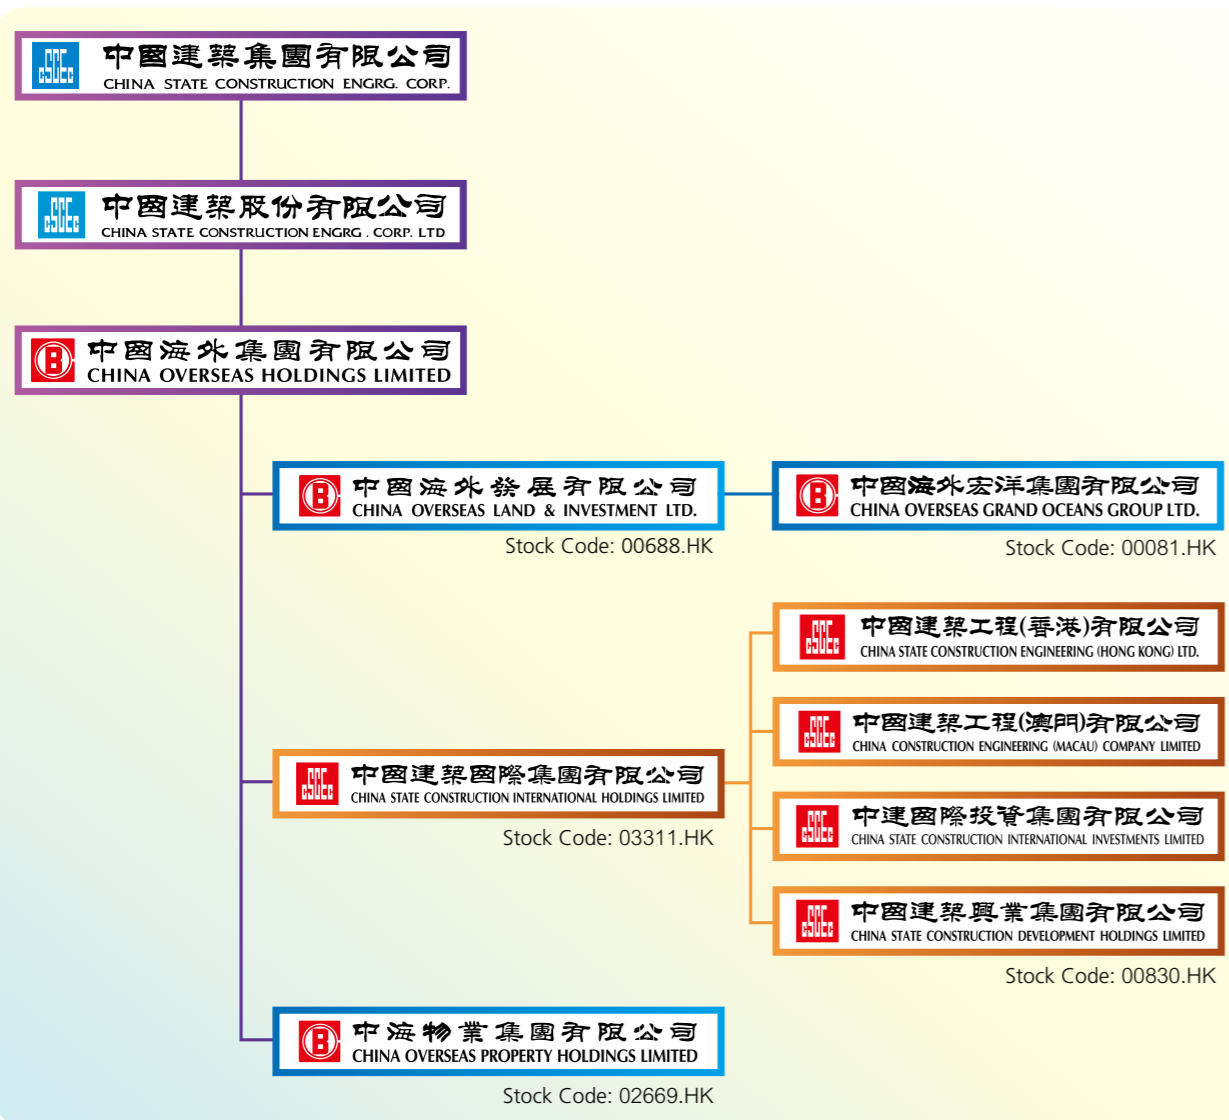 中國建築集團有限公司
CHINA STATE CONSTRUCTION ENGRG. CORP.
中國建築股份有限公司
CHINA STATE CONSTRUCTION ENGRG . CORP. LTD
中國海外集團有限公司
CHINA OVERSEAS HOLDINGS LIMITED
中國海外發展有限公司
CHINA OVERSEAS LAND & INVESTMENT LTD.
Stock Code: 00688.HK
中國海外宏洋集團有限公司
CHINA OVERSEAS GRAND OCEANS GROUP LTD.
Stock Code: 00081.HK
中國建築國際集團有限公司
CHINA STATE CONSTRUCTION INTERNATIONAL HOLDINGS LIMITED
Stock Code: 03311.HK
中國建築工程(香港)有限公司
CHINA STATE CONSTRUCTION ENGINEERING (HONG KONG) LTD.
中國建築工程(澳門)有限公司
CHINA CONSTRUCTION ENGINEERING (MACAU) COMPANY LIMITED
中建國際投資集團有限公司
CHINA STATE CONSTRUCTION INTERNATIONAL INVESTMENTS LIMITED
中國建築興業集團有限公司
CHINA STATE CONSTRUCTION DEVELOPMENT HOLDINGS LIMITED
Stock Code: 00830.HK
中海物業集團有限公司
CHINA OVERSEAS PROPERTY HOLDINGS LIMITED
Stock Code: 02669.HK